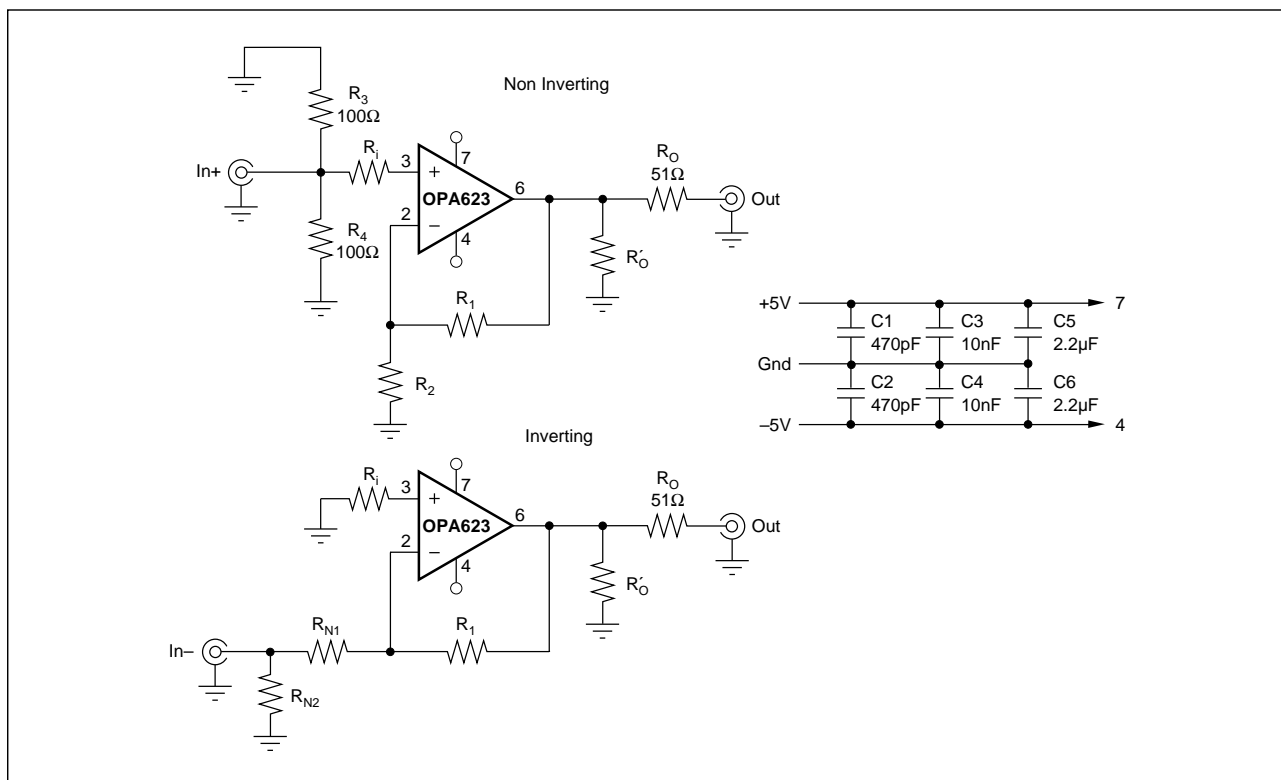 Non Inverting
R3
100Ω
In+
Ri
3
+
7
OPA623
6
2
–
4
RO
51Ω
Out
R4
100Ω
R´O
R1
R2
+5V
C1
470pF
C3
10nF
C5
2.2µF
7
Gnd
C2
470pF
C4
10nF
C6
2.2µF
–5V
4
Inverting
Ri
3
+
7
OPA623
6
2
–
4
RO
51Ω
Out
R´O
In–
RN1
R1
RN2